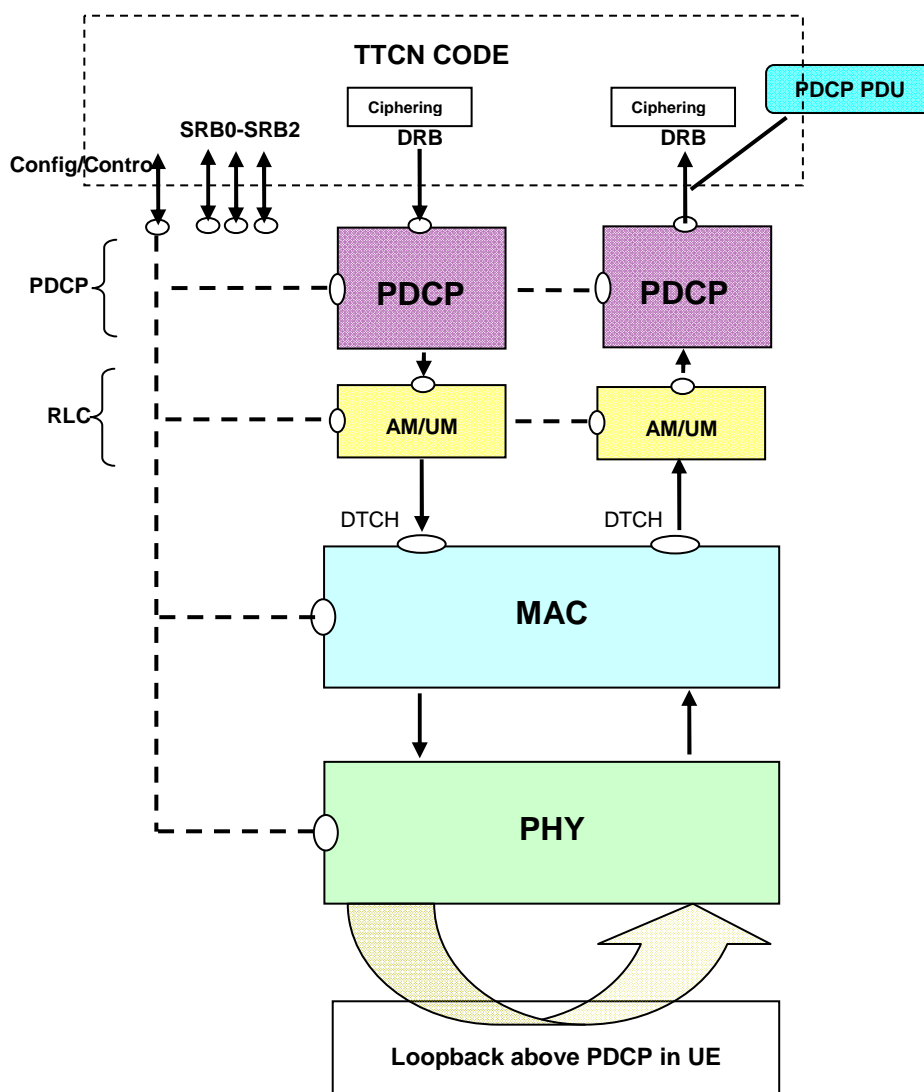 TTCN CODE
PDCP PDU
Ciphering
Ciphering
SRB0-SRB2
DRB
DRB
Config/Contro
PDCP
PDCP
PDCP
RLC
AM/UM
AM/UM
DTCH
DTCH
MAC
PHY
Loopback above PDCP in UE